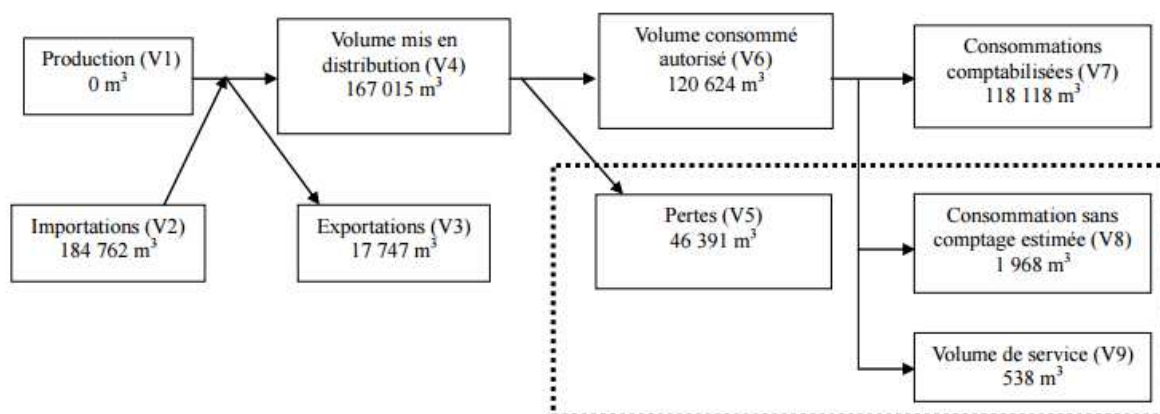 Production (V1)
0 m³
Volume mis en
distribution (V4)
167 015 m³
Volume consommé
autorisé (V6)
120 624 m³
Consommations
comptabilisées (V7)
118 118 m³
Importations (V2)
184 762 m³
Exportations (V3)
17 747 m³
Pertes (V5)
46 391 m³
Consommation sans
comptage estimée (V8)
1 968 m³
Volume de service (V9)
538 m³